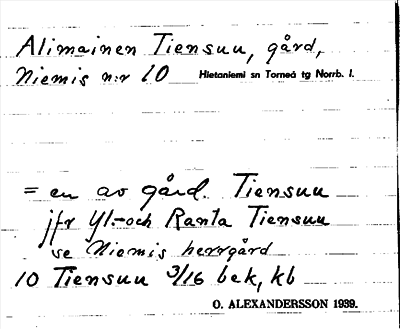 Alimainen Tiensuu, gård,
Niemis n:r 10 Hietaniemi sn Torneå tg Norrb. l.
= en av gård. Tiensuu
jfr Yl.- och Ranta Tiensuu
se Niemis herrgård
10 Tiensuu 3/16 bek, kb
O. ALEXANDERSSON 1939.